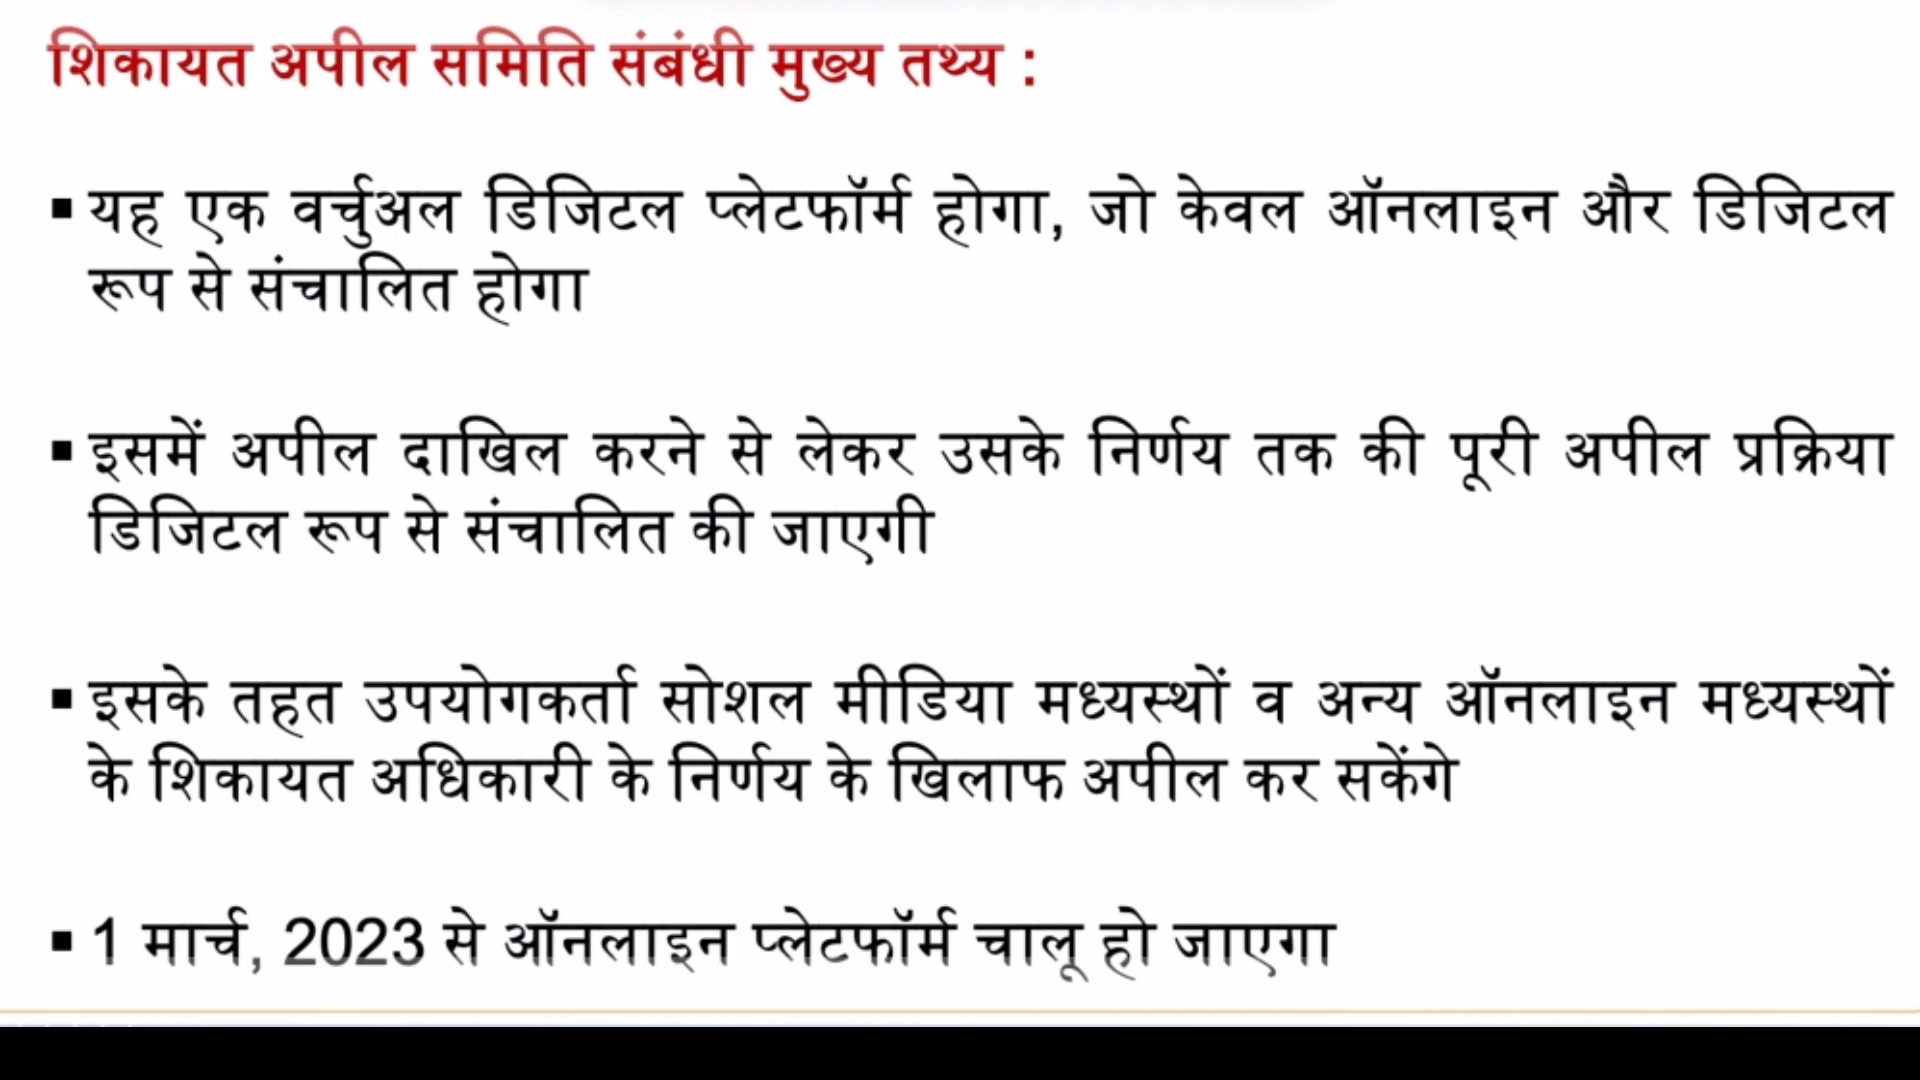 शिकायत अपील समिति संबंधी मुख्य तथ्य :
▪ यह एक वर्चुअल डिजिटल प्लेटफॉर्म होगा, जो केवल ऑनलाइन और डिजिटल
रूप से संचालित होगा
▪ इसमें अपील दाखिल करने से लेकर उसके निर्णय तक की पूरी अपील प्रक्रिया
डिजिटल रूप से संचालित की जाएगी
▪ इसके तहत उपयोगकर्ता सोशल मीडिया मध्यस्थों व अन्य ऑनलाइन मध्यस्थों
के शिकायत अधिकारी के निर्णय के खिलाफ अपील कर सकेंगे
▪ 1 मार्च, 2023 से ऑनलाइन प्लेटफॉर्म चालू हो जाएगा